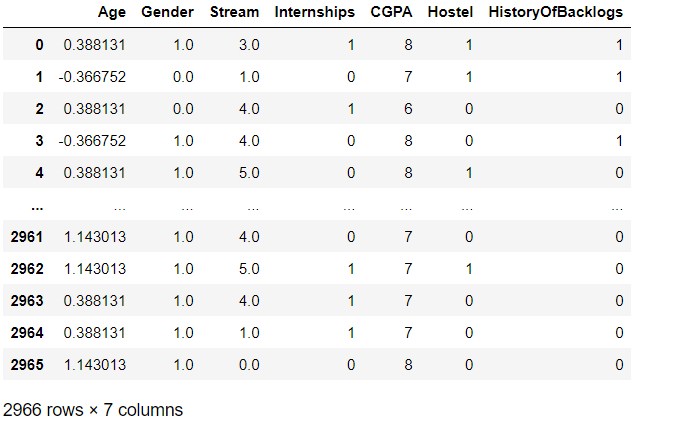 Age Gender Stream Internships CGPA Hostel HistoryOfBacklogs
0 0.388131 1.0 3.0 1 8 1 1
1 -0.366752 0.0 1.0 0 7 1 1
2 0.388131 0.0 4.0 1 6 0 0
3 -0.366752 1.0 4.0 0 8 0 1
4 0.388131 1.0 5.0 0 8 1 0
... ... ... ... ... ... ... ...
2961 1.143013 1.0 4.0 0 7 0 0
2962 1.143013 1.0 5.0 1 7 1 0
2963 0.388131 1.0 4.0 1 7 0 0
2964 0.388131 1.0 1.0 1 7 0 0
2965 1.143013 1.0 0.0 0 8 0 0
2966 rows × 7 columns